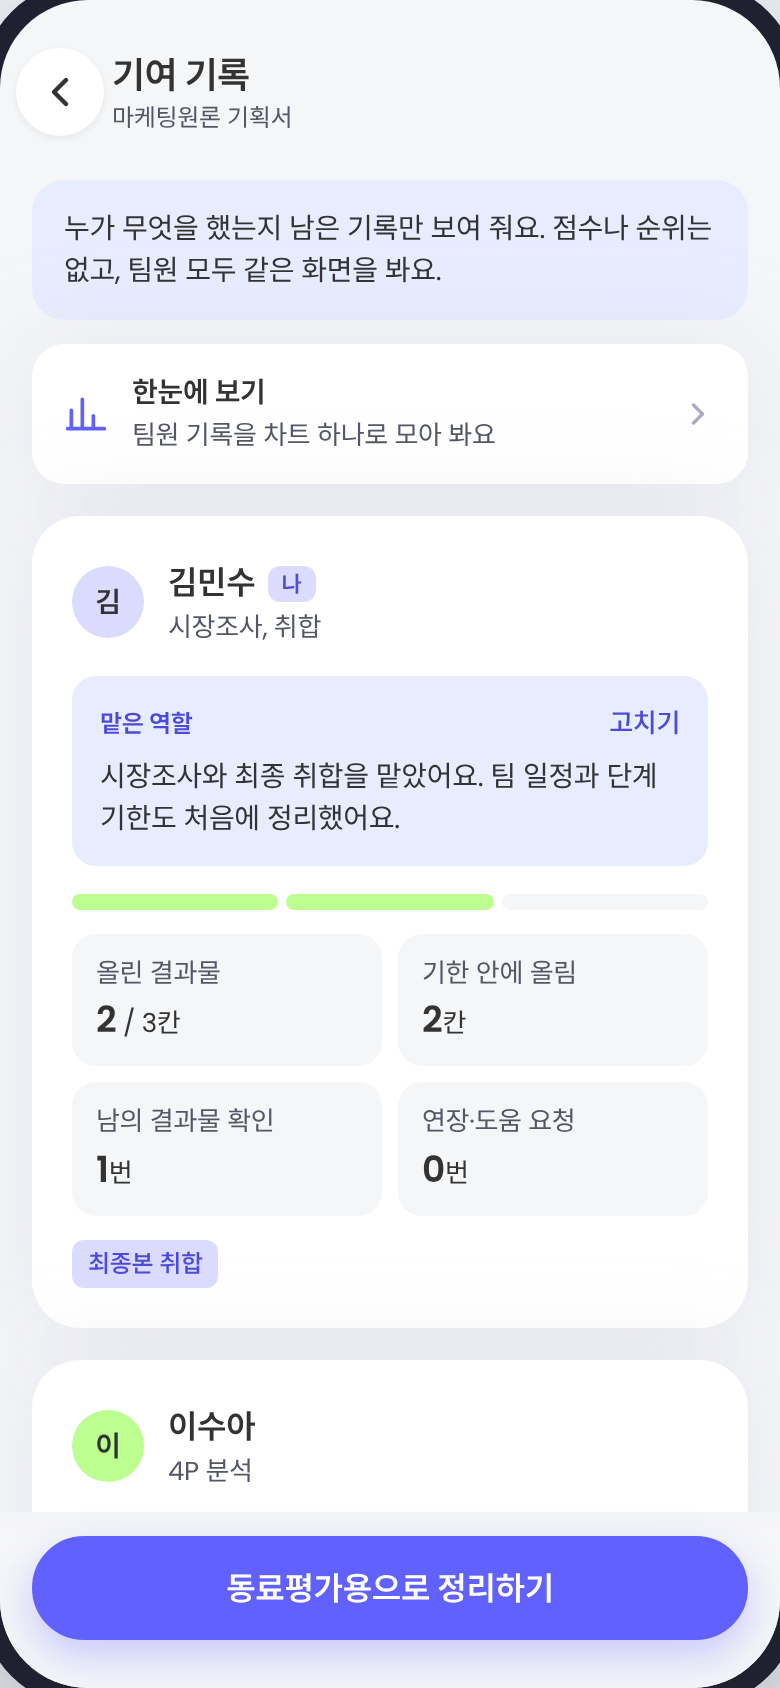 기여 기록
마케팅원론 기획서
누가 무엇을 했는지 남은 기록만 보여 줘요. 점수나 순위는
없고, 팀원 모두 같은 화면을 봐요.
한눈에 보기
팀원 기록을 차트 하나로 모아 봐요
김
김민수 나
시장조사, 취합
맡은 역할
고치기
시장조사와 최종 취합을 맡았어요. 팀 일정과 단계
기한도 처음에 정리했어요.
올린 결과물
2 / 3칸
기한 안에 올림
2칸
남의 결과물 확인
1번
연장·도움 요청
0번
최종본 취합
이
이수아
4P 분석
동료평가용으로 정리하기